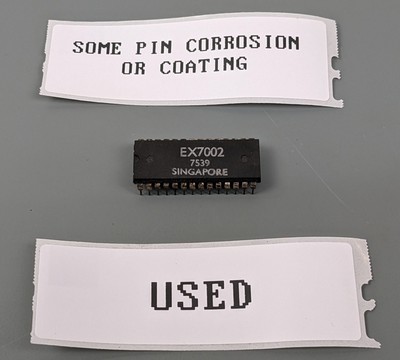 SOME PIN CORROSION
OR COATING
EX7002
7539
SINGAPORE
USED